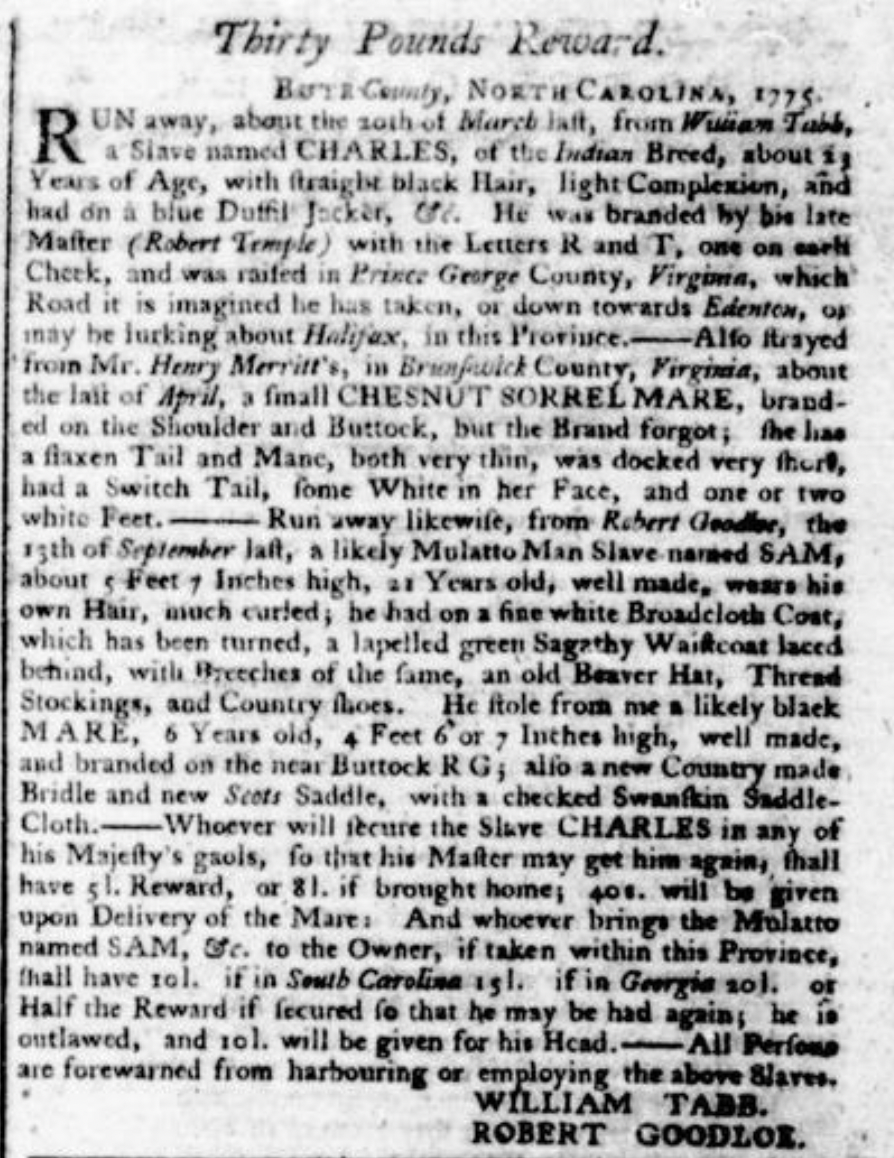 Thirty Pounds Reward.
BUTE County, NORTH CAROLINA, 1775.
RUN away, about the 20th of March laſt, from William Tabb,
a Slave named CHARLES, of the Indian Breed, about 23
Years of Age, with ſtraight black Hair, light Complexion, and
had on a blue Duffil Jacket, &c. He was branded by his late
Maſter (Robert Temple) with the Letters R and T, one on each
Cheek, and was raiſed in Prince George County, Virginia, which
Road it is imagined he has taken, or down towards Edenton, or
may be lurking about Halifax, in this Province.——Alſo ſtrayed
from Mr. Henry Merritt's, in Brunſwick County, Virginia, about
the laſt of April, a ſmall CHESNUT SORREL MARE, brand-
ed on the Shoulder and Buttock, but the Brand forgot; ſhe has
a flaxen Tail and Mane, both very thin, was docked very ſhort,
had a Switch Tail, ſome White in her Face, and one or two
white Feet.———Run away likewiſe, from Robert Goodloe, the
13th of September laſt, a likely Mulatto Man Slave named SAM,
about 5 Feet 7 Inches high, 21 Years old, well made, wears his
own Hair, much curled; he had on a fine white Broadcloth Coat,
which has been turned, a lapelled green Sagathy Waiſtcoat laced
behind, with Breeches of the ſame, an old Beaver Hat, Thread
Stockings, and Country ſhoes. He ſtole from me a likely black
MARE, 6 Years old, 4 Feet 6 or 7 Inches high, well made,
and branded on the near Buttock R G; alſo a new Country made
Bridle and new Scots Saddle, with a checked Swanſkin Saddle-
Cloth.——Whoever will ſecure the Slave CHARLES in any of
his Majeſty's gaols, ſo that his Maſter may get him again, ſhall
have 5l. Reward, or 8l. if brought home; 40s. will be given
upon Delivery of the Mare: And whoever brings the Mulatto
named SAM, &c. to the Owner, if taken within this Province,
ſhall have 10l. if in South Carolina 15l. if in Georgia 20l. or
Half the Reward if ſecured ſo that he may be had again; he is
outlawed, and 10l. will be given for his Head.——All Perſons
are forewarned from harbouring or employing the above Slaves.
WILLIAM TABB.
ROBERT GOODLOE.